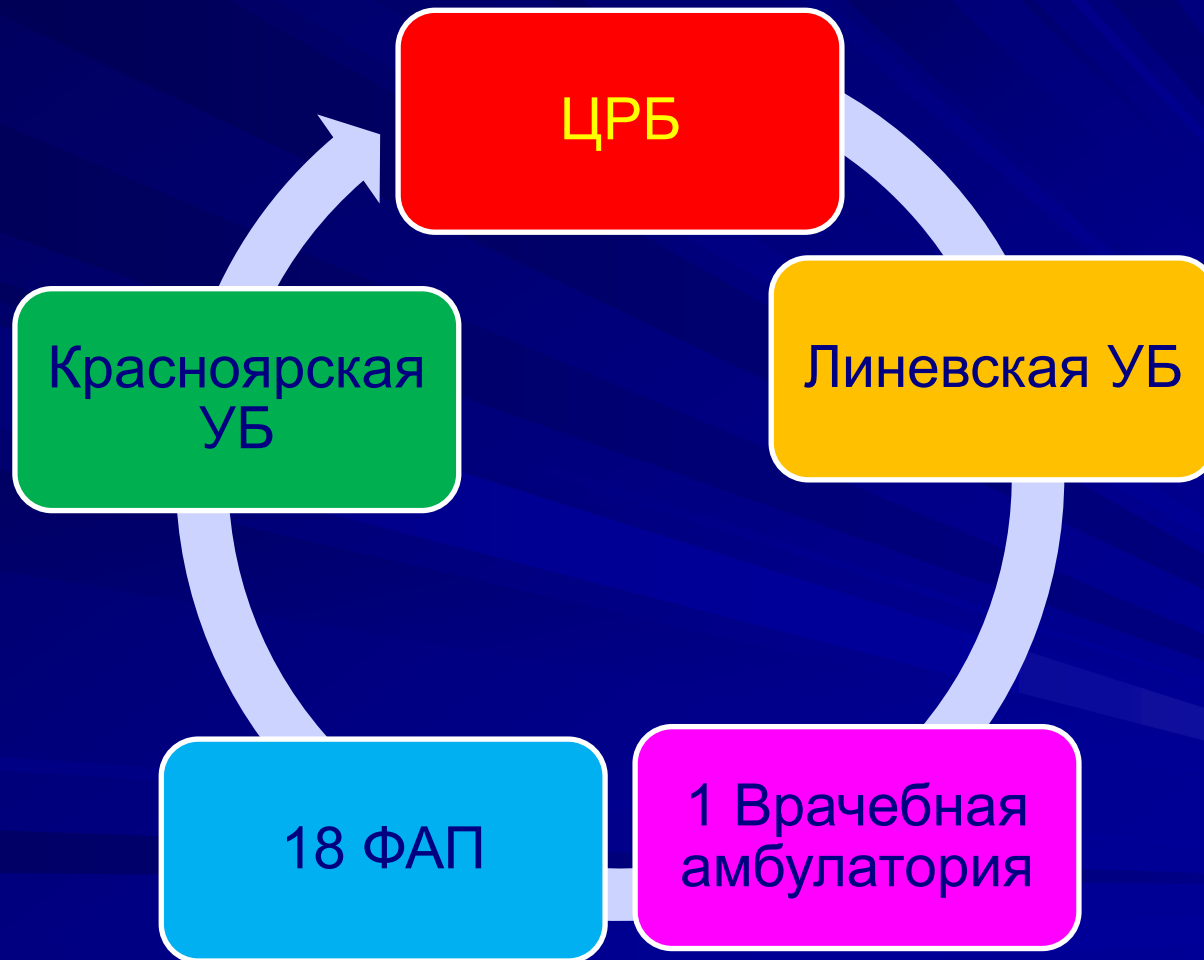 ЦРБ
Линевская УБ
1 Врачебная
амбулатория
18 ФАП
Красноярская
УБ